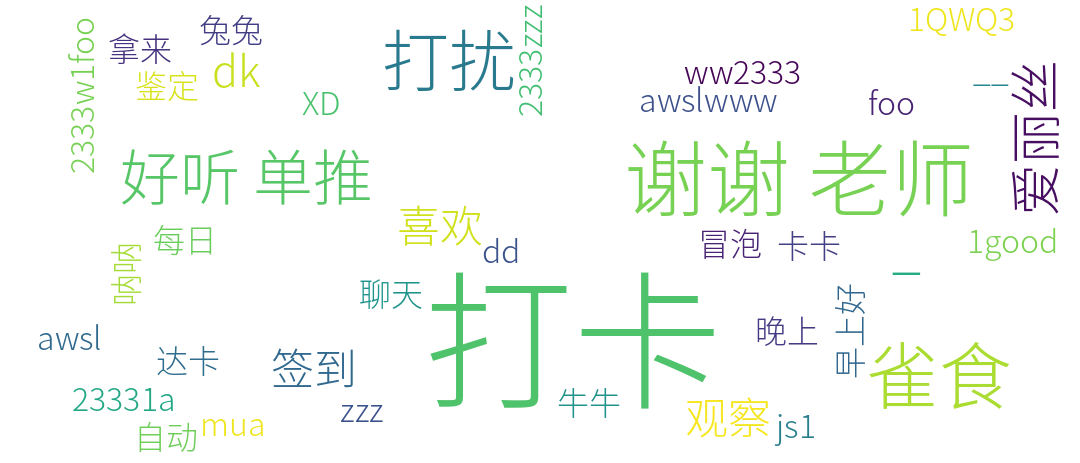 1QWQ3
兔兔
拿来
打扰
2333zzz
2333w1foo
鉴定
dk
XD
ww2333
awslwww
foo
一一
爱丽丝
好听 单推
谢谢 老师
喜欢
每日
呐呐
dd
冒泡
卡卡
1good
聊天
打卡
一
早上好
awsl
达卡
签到
晚上
雀食
23331a
zzz
牛牛
观察
js1
自动
mua